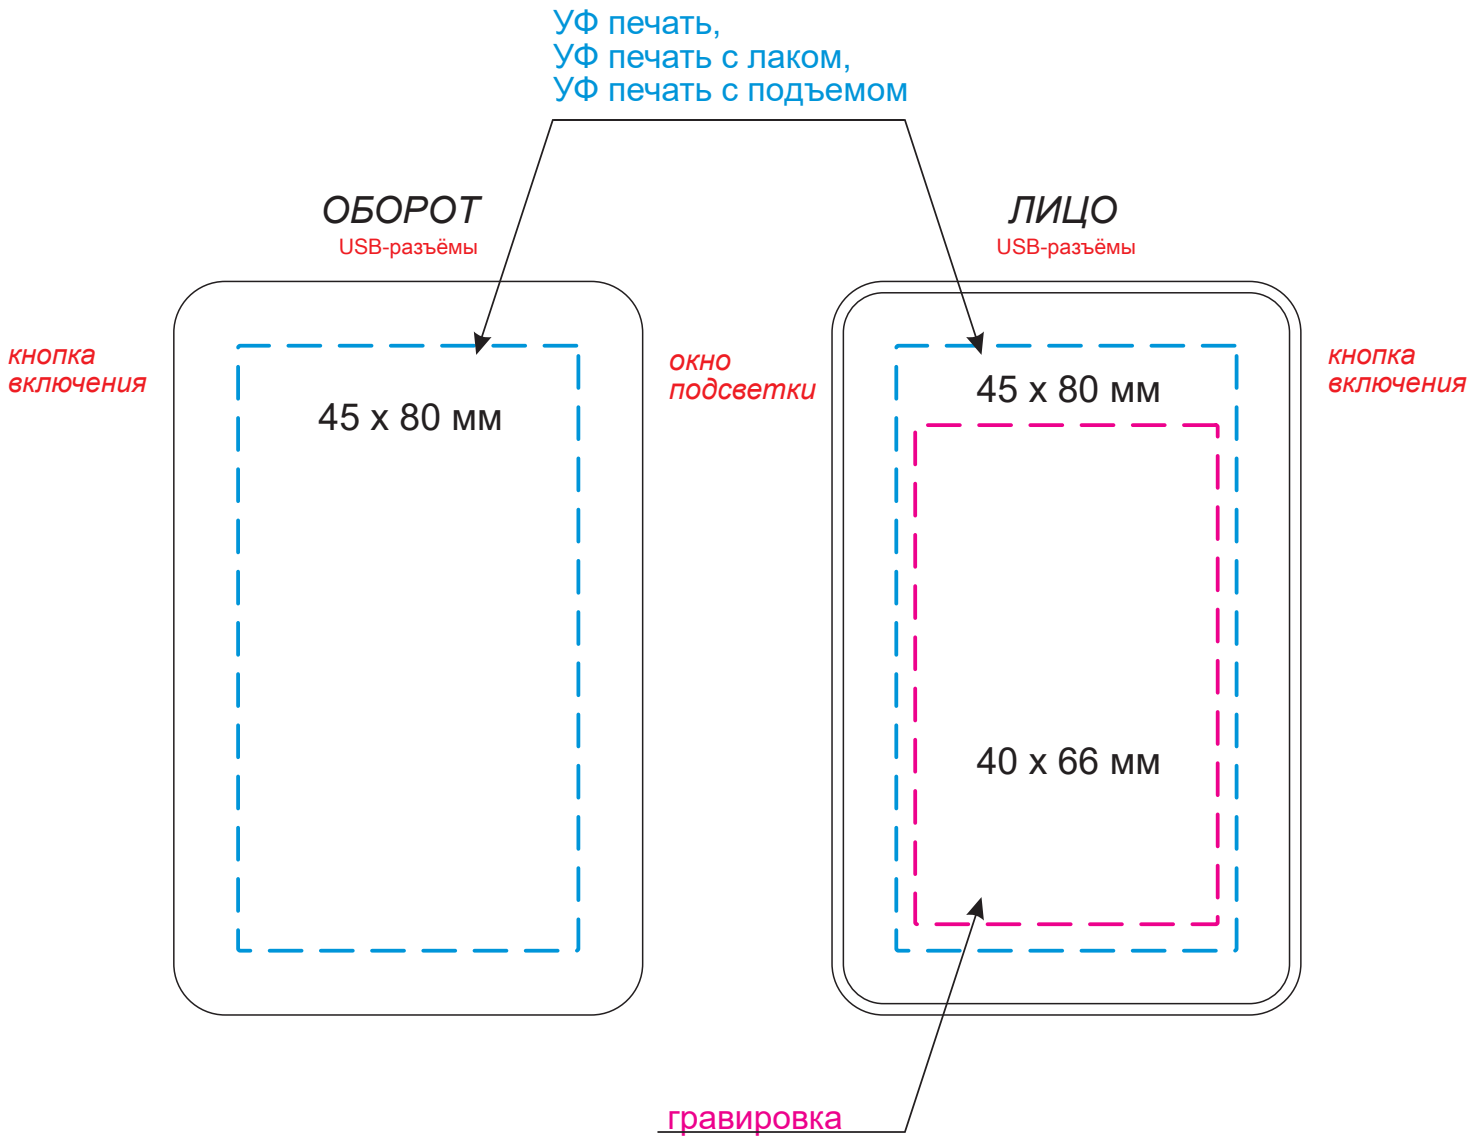 УФ печать,
УФ печать с лаком,
УФ печать с подъемом
ОБОРОТ
USB-разъёмы
ЛИЦО
USB-разъёмы
кнопка
включения
окно
подсветки
кнопка
включения
45 x 80 мм
45 x 80 мм
40 x 66 мм
гравировка